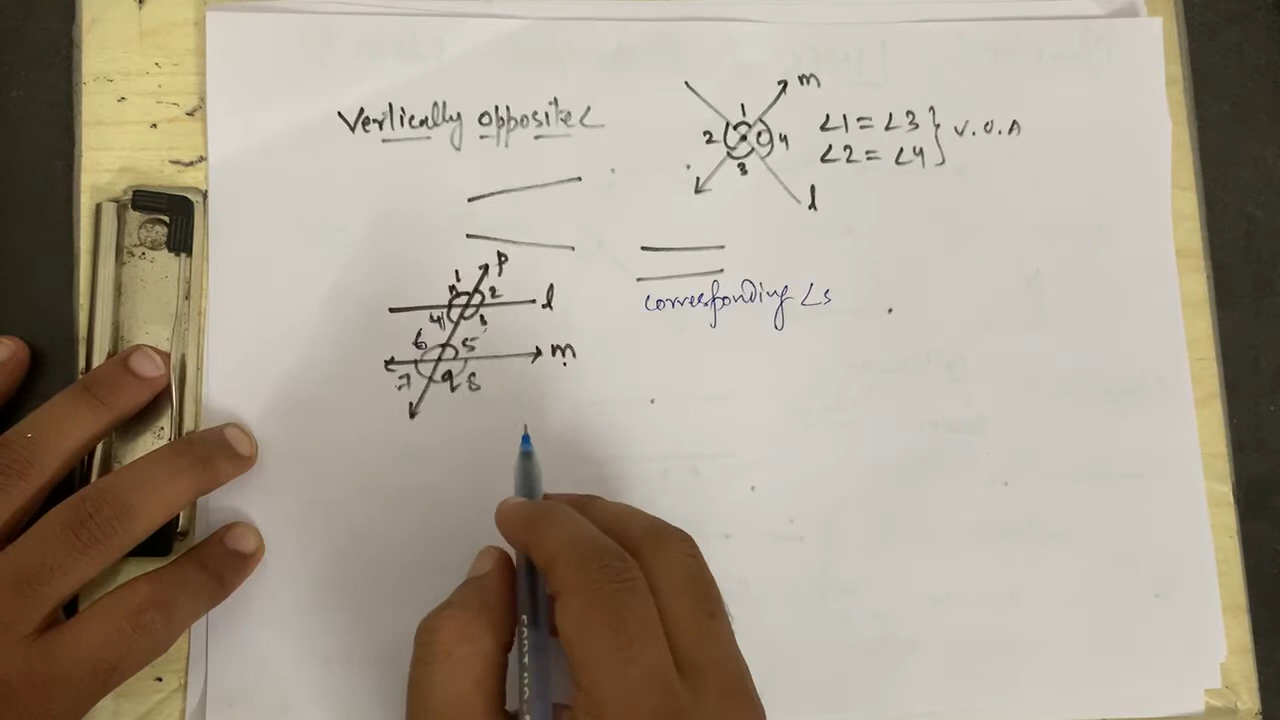 Vertically opposite ∠
m
1
2 4
3
l
∠1 = ∠3
∠2 = ∠4
V.O.A
p
1 2
l
4 3
6 5
m
7 8
corresponding ∠s